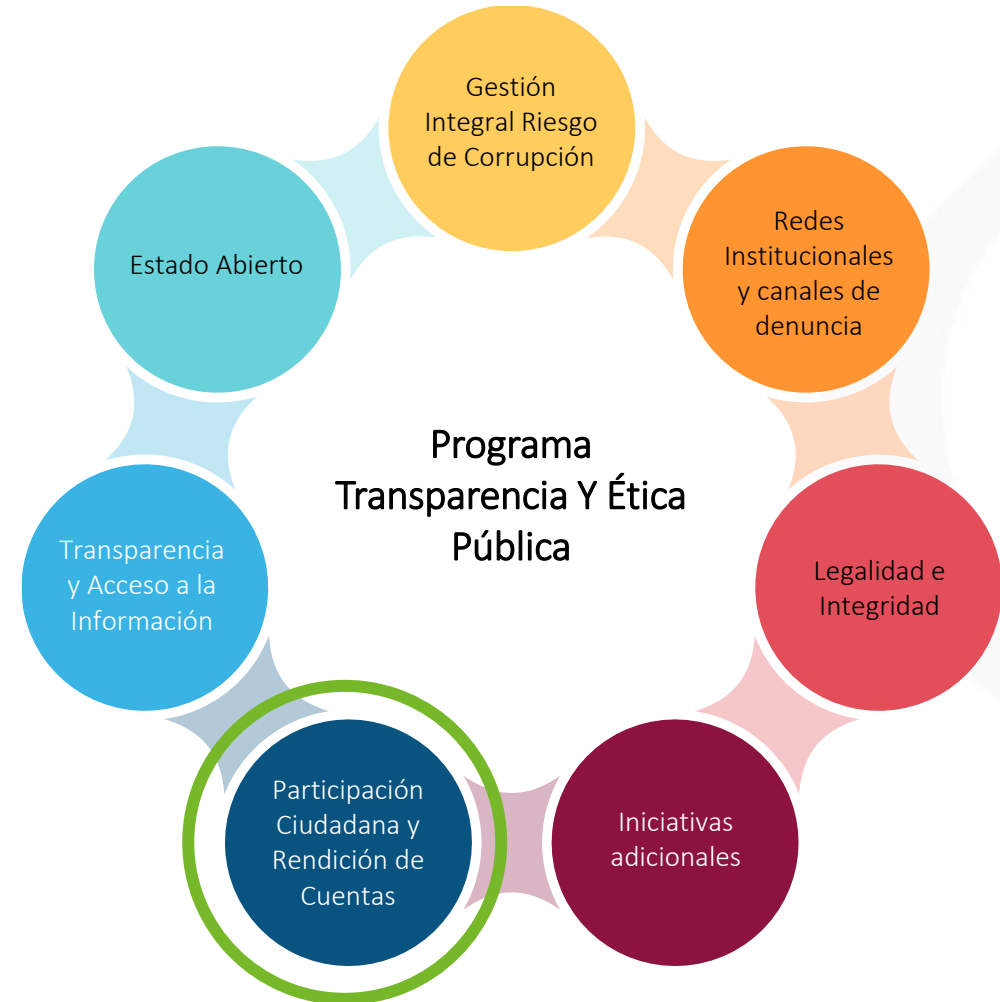 Gestión
Integral Riesgo
de Corrupción
Redes
Institucionales
y canales de
denuncia
Estado Abierto
Programa
Transparencia Y Ética
Pública
Transparencia
y Acceso a la
Información
Legalidad e
Integridad
Participación
Ciudadana y
Rendición de
Cuentas
Iniciativas
adicionales